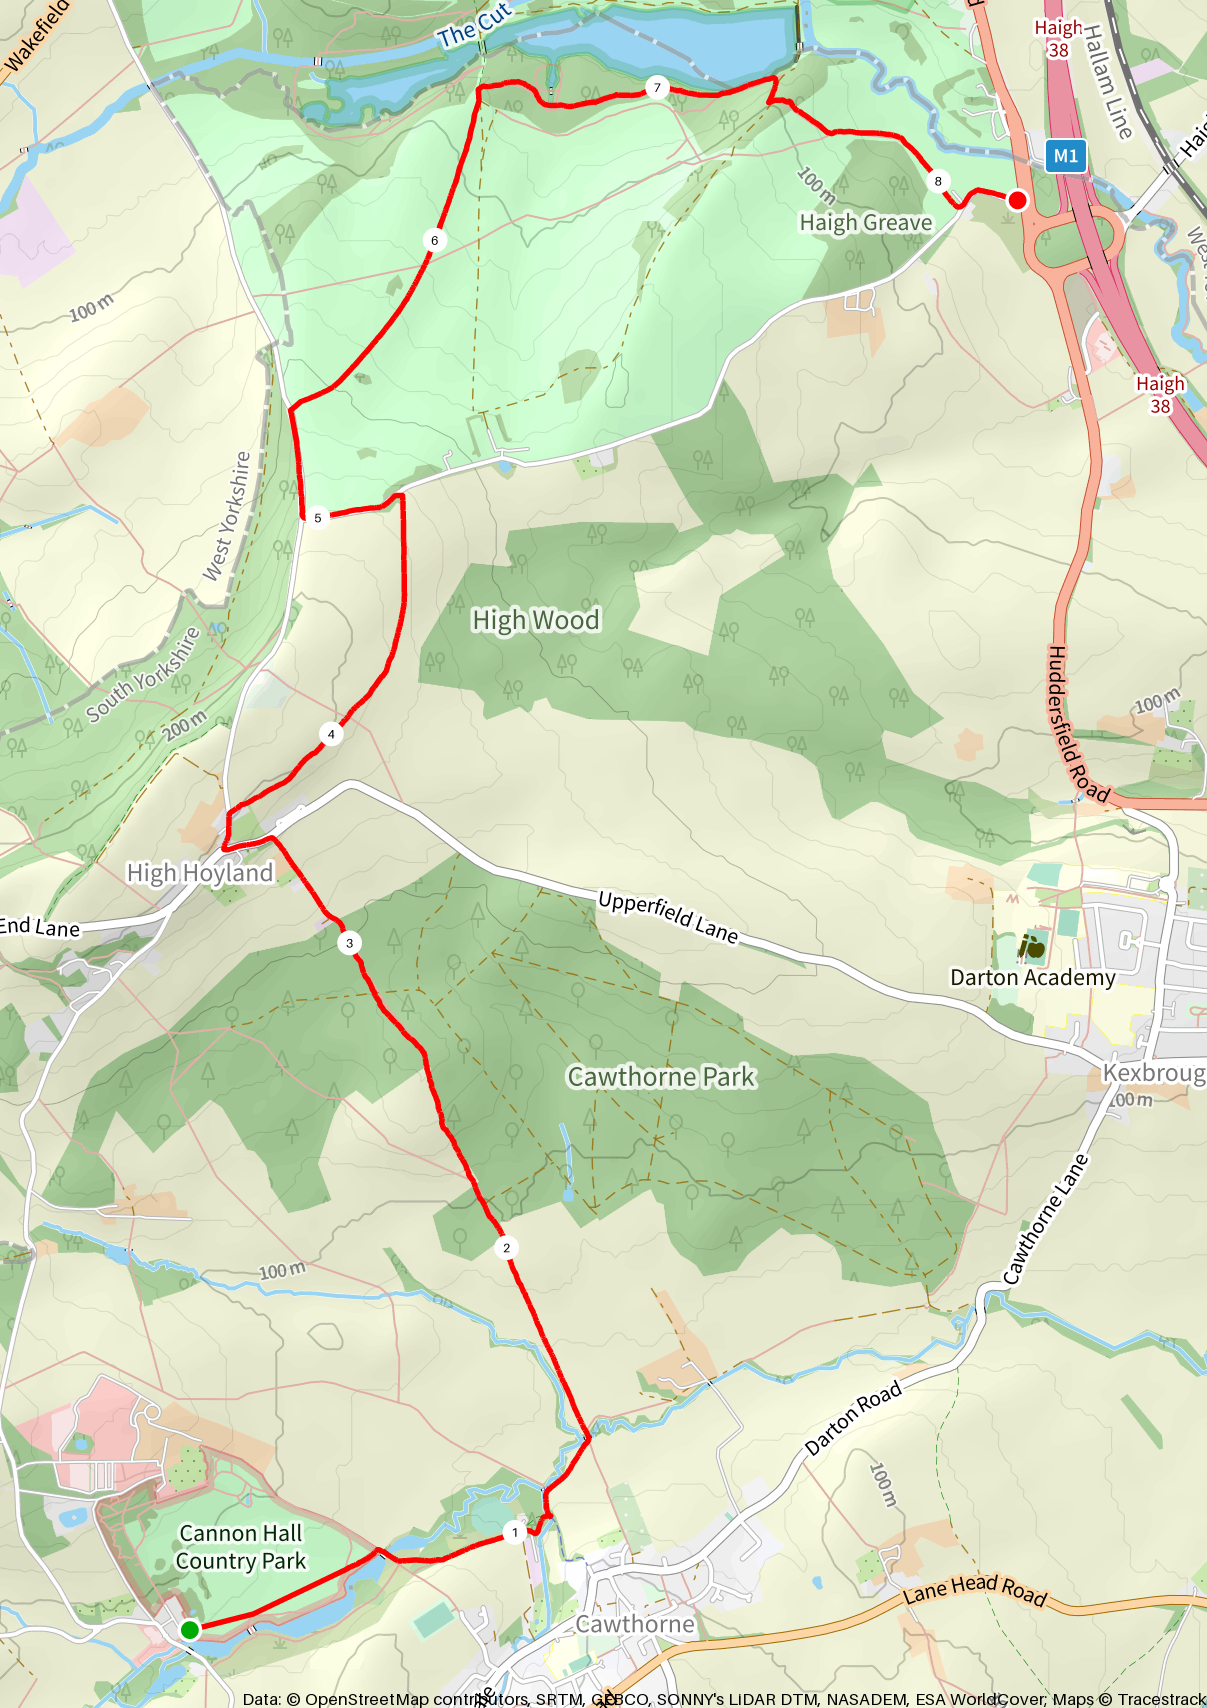 Wakefield
The Cut
Haigh
38
Hallam Line
M1
7
8
100 m
Haigh Greave
6
100 m
Haigh
38
West Yorkshire
5
High Wood
South Yorkshire
200 m
4
Huddersfield Road
100 m
High Hoyland
End Lane
Upperfield Lane
3
Darton Academy
Cawthorne Park
Kexbroug
100 m
2
Cawthorne Lane
100 m
Darton Road
100 m
1
Cannon Hall
Country Park
Lane Head Road
Cawthorne
Data: © OpenStreetMap contributors, SRTM, GEBCO, SONNY's LiDAR DTM, NASADEM, ESA WorldCover; Maps © Tracestrack